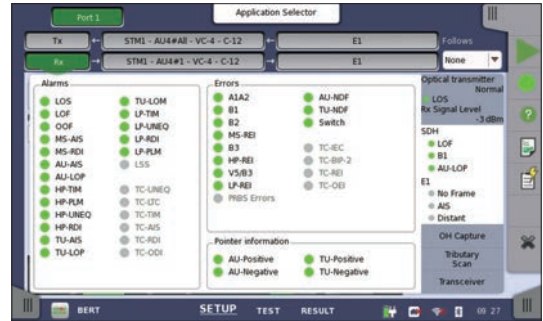 Port 1
Application Selector
Tx
STM1 - AU4#All - VC-4 - C-12
E1
Follows
Rx
STM1 - AU4#1 - VC-4 - C-12
E1
None
Alarms
LOS
LOF
OOF
MS-AIS
MS-RDI
AU-AIS
AU-LOP
HP-TIM
HP-PLM
HP-UNEQ
HP-RDI
TU-AIS
TU-LOP
TU-LOM
LP-TIM
LP-UNEQ
LP-RDI
LP-PLM
LSS
TC-UNEQ
TC-LTC
TC-TIM
TC-AIS
TC-RDI
TC-ODI
Errors
A1A2
B1
B2
MS-REI
B3
HP-REI
V5/B3
LP-REI
PRBS Errors
AU-NDF
TU-NDF
Switch
TC-IEC
TC-BIP-2
TC-REI
TC-OEI
Pointer information
AU-Positive
AU-Negative
TU-Positive
TU-Negative
Optical transmitter
Normal
LOS
Rx Signal Level
-3 dBm
SDH
LOF
B1
AU-LOP
E1
No Frame
AIS
Distant
OH Capture
Tributary
Scan
Transceiver
BERT
SETUP
TEST
RESULT
09 27